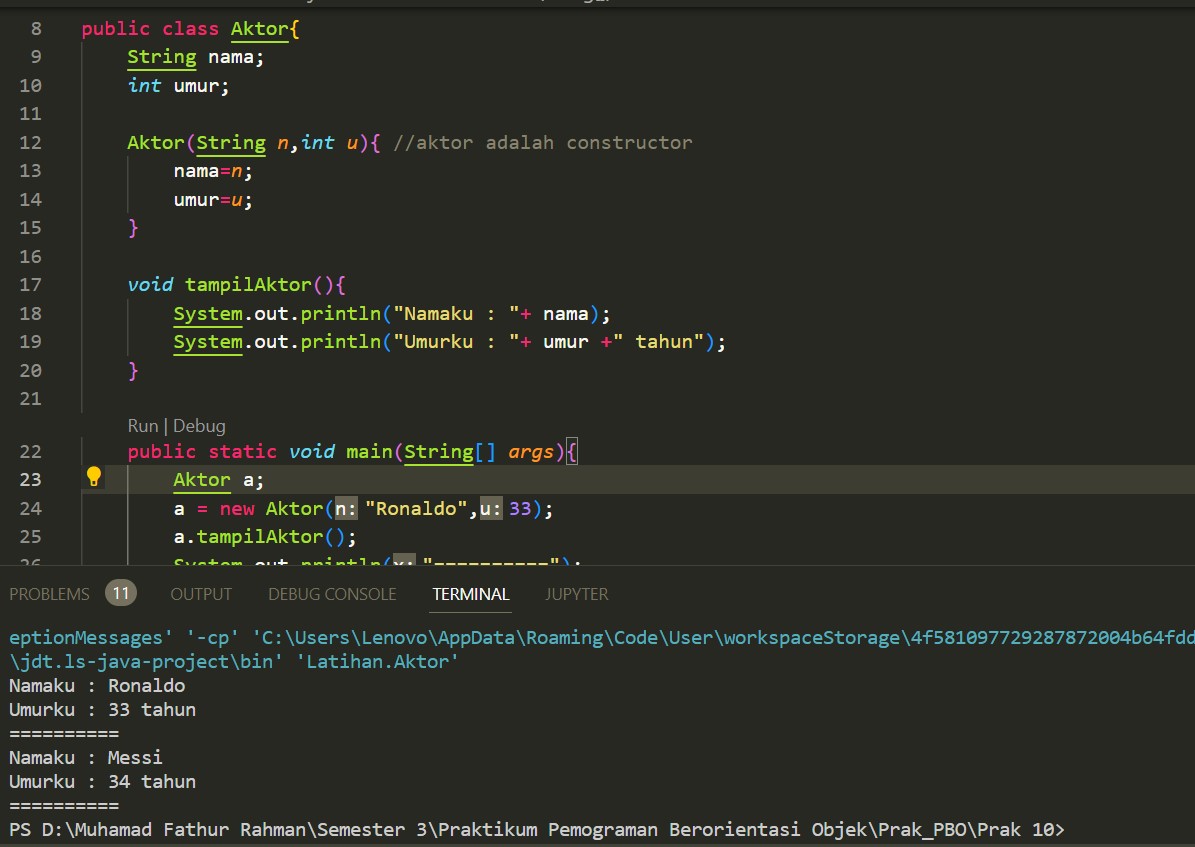 8 public class Aktor{
9 String nama;
10 int umur;
11
12 Aktor(String n,int u){ //aktor adalah constructor
13 nama=n;
14 umur=u;
15 }
16
17 void tampilAktor(){
18 System.out.println("Namaku : "+ nama);
19 System.out.println("Umurku : "+ umur +" tahun");
20 }
21
Run | Debug
22 public static void main(String[] args){
23 Aktor a;
24 a = new Aktor(n: "Ronaldo",u: 33);
25 a.tampilAktor();
26 System.out.println(x: "==========");
PROBLEMS 11 OUTPUT DEBUG CONSOLE TERMINAL JUPYTER
eptionMessages' '-cp' 'C:\Users\Lenovo\AppData\Roaming\Code\User\workspaceStorage\4f581097729287872004b64fdd
\jdt.ls-java-project\bin' 'Latihan.Aktor'
Namaku : Ronaldo
Umurku : 33 tahun
==========
Namaku : Messi
Umurku : 34 tahun
==========
PS D:\Muhamad Fathur Rahman\Semester 3\Praktikum Pemograman Berorientasi Objek\Prak_PBO\Prak 10>